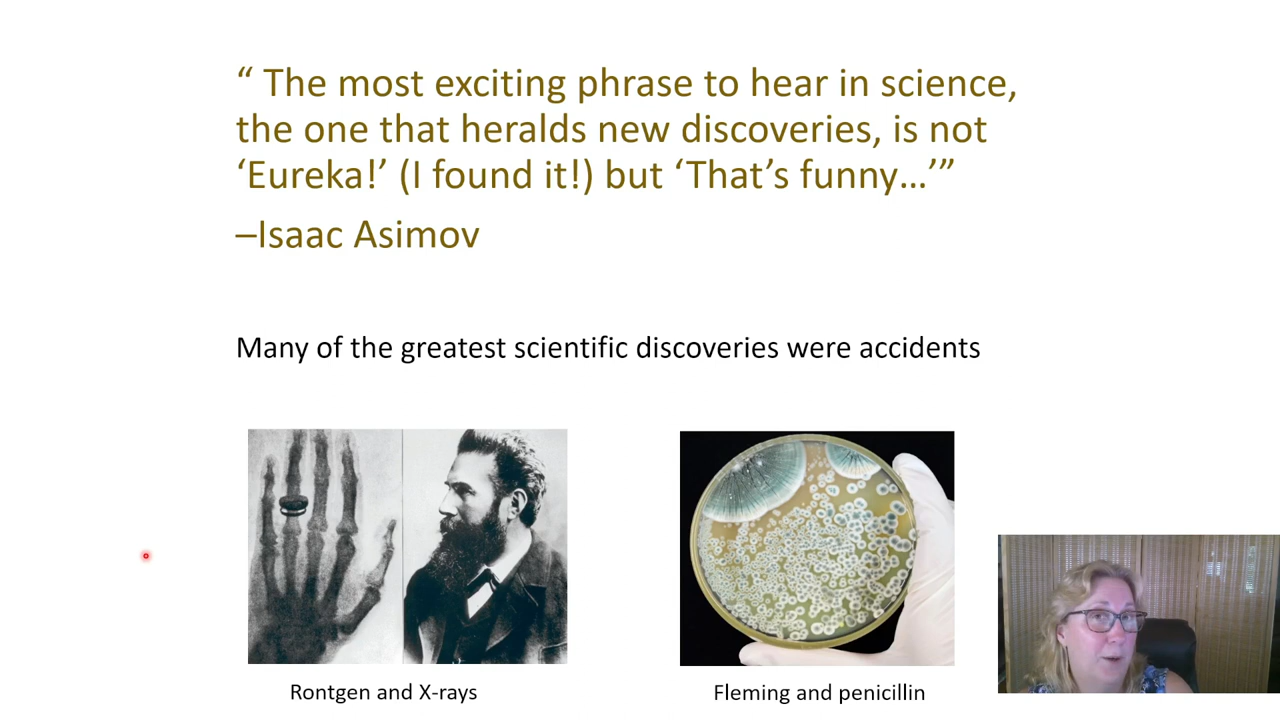 “ The most exciting phrase to hear in science,
the one that heralds new discoveries, is not
‘Eureka!’ (I found it!) but ‘That’s funny…’”
–Isaac Asimov
Many of the greatest scientific discoveries were accidents
Rontgen and X-rays
Fleming and penicillin